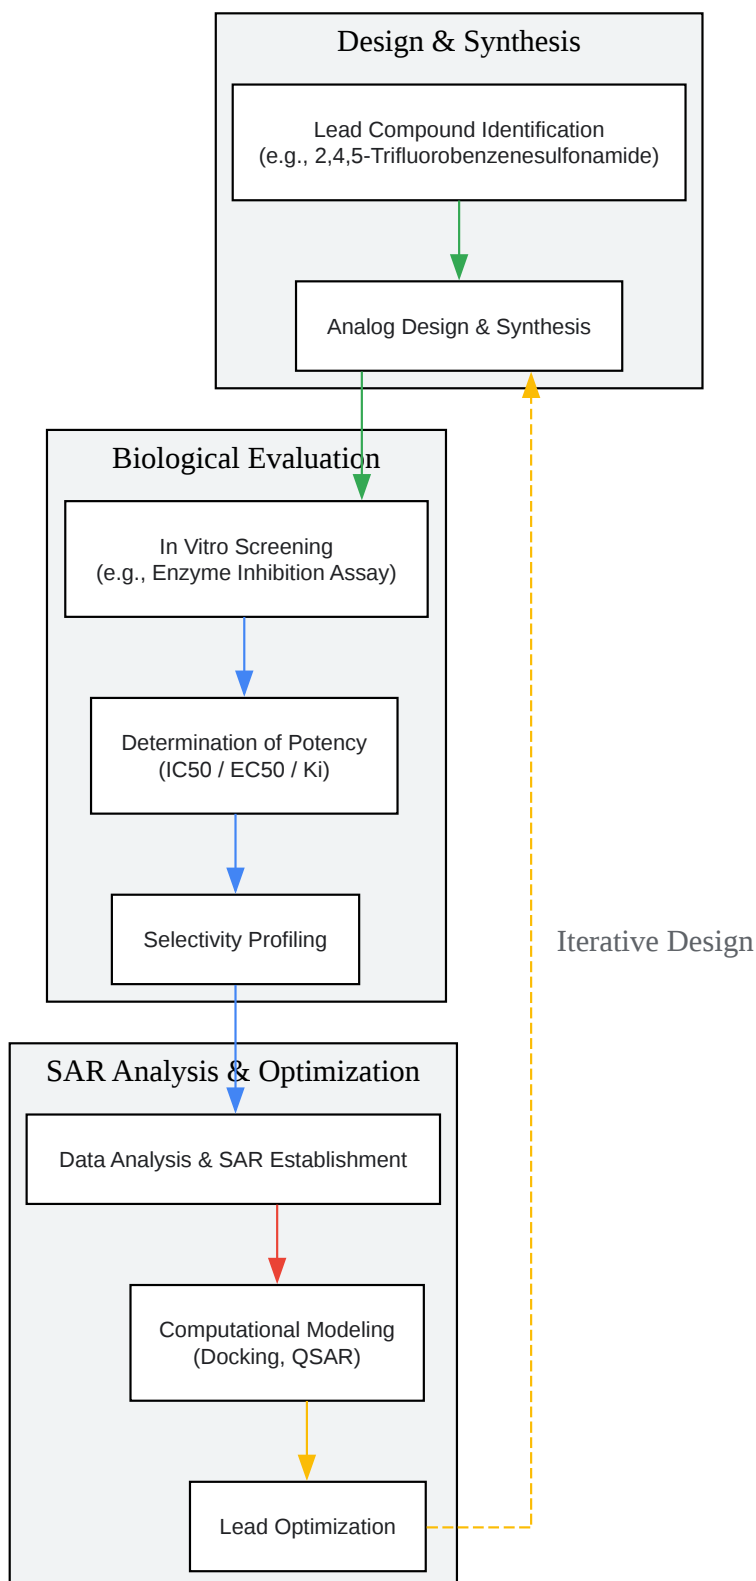 Design & Synthesis
Lead Compound Identification
(e.g., 2,4,5-Trifluorobenzenesulfonamide)
Analog Design & Synthesis
Biological Evaluation
In Vitro Screening
(e.g., Enzyme Inhibition Assay)
Determination of Potency
(IC50 / EC50 / Ki)
Selectivity Profiling
Iterative Design
SAR Analysis & Optimization
Data Analysis & SAR Establishment
Computational Modeling
(Docking, QSAR)
Lead Optimization